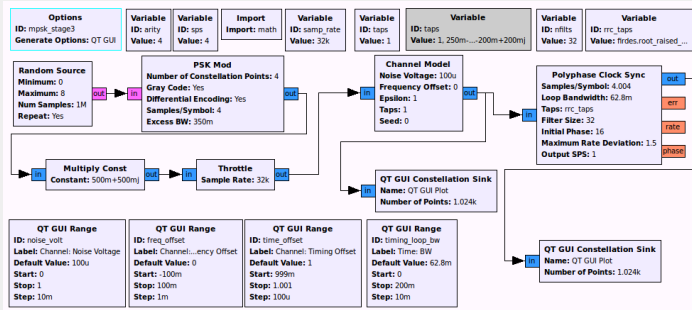 Options
ID: mpsk_stage3
Generate Options: QT GUI
Variable
ID: arity
Value: 4
Variable
ID: sps
Value: 4
Import
Import: math
Variable
ID: samp_rate
Value: 32k
Variable
ID: taps
Value: 1
Variable
ID: taps
Value: 1, 250m-...-200m+200mj
Variable
ID: nfilts
Value: 32
Variable
ID: rrc_taps
Value: firdes.root_raised_...
Random Source
Minimum: 0
Maximum: 8
Num Samples: 1M
Repeat: Yes
out
in
PSK Mod
Number of Constellation Points: 4
Gray Code: Yes
Differential Encoding: Yes
Samples/Symbol: 4
Excess BW: 350m
out
in
Channel Model
Noise Voltage: 100u
Frequency Offset: 0
Epsilon: 1
Taps: 1
Seed: 0
out
in
Polyphase Clock Sync
Samples/Symbol: 4.004
Loop Bandwidth: 62.8m
Taps: rrc_taps
Filter Size: 32
Initial Phase: 16
Maximum Rate Deviation: 1.5
Output SPS: 1
out
err
rate
phase
in
Multiply Const
Constant: 500m+500mj
out
in
Throttle
Sample Rate: 32k
out
in
QT GUI Constellation Sink
Name: QT GUI Plot
Number of Points: 1.024k
QT GUI Range
ID: noise_volt
Label: Channel: Noise Voltage
Default Value: 100u
Start: 0
Stop: 1
Step: 10m
QT GUI Range
ID: freq_offset
Label: Channel:...ency Offset
Default Value: 0
Start: -100m
Stop: 100m
Step: 1m
QT GUI Range
ID: time_offset
Label: Channel: Timing Offset
Default Value: 1
Start: 999m
Stop: 1.001
Step: 100u
QT GUI Range
ID: timing_loop_bw
Label: Time: BW
Default Value: 62.8m
Start: 0
Stop: 200m
Step: 10m
in
QT GUI Constellation Sink
Name: QT GUI Plot
Number of Points: 1.024k